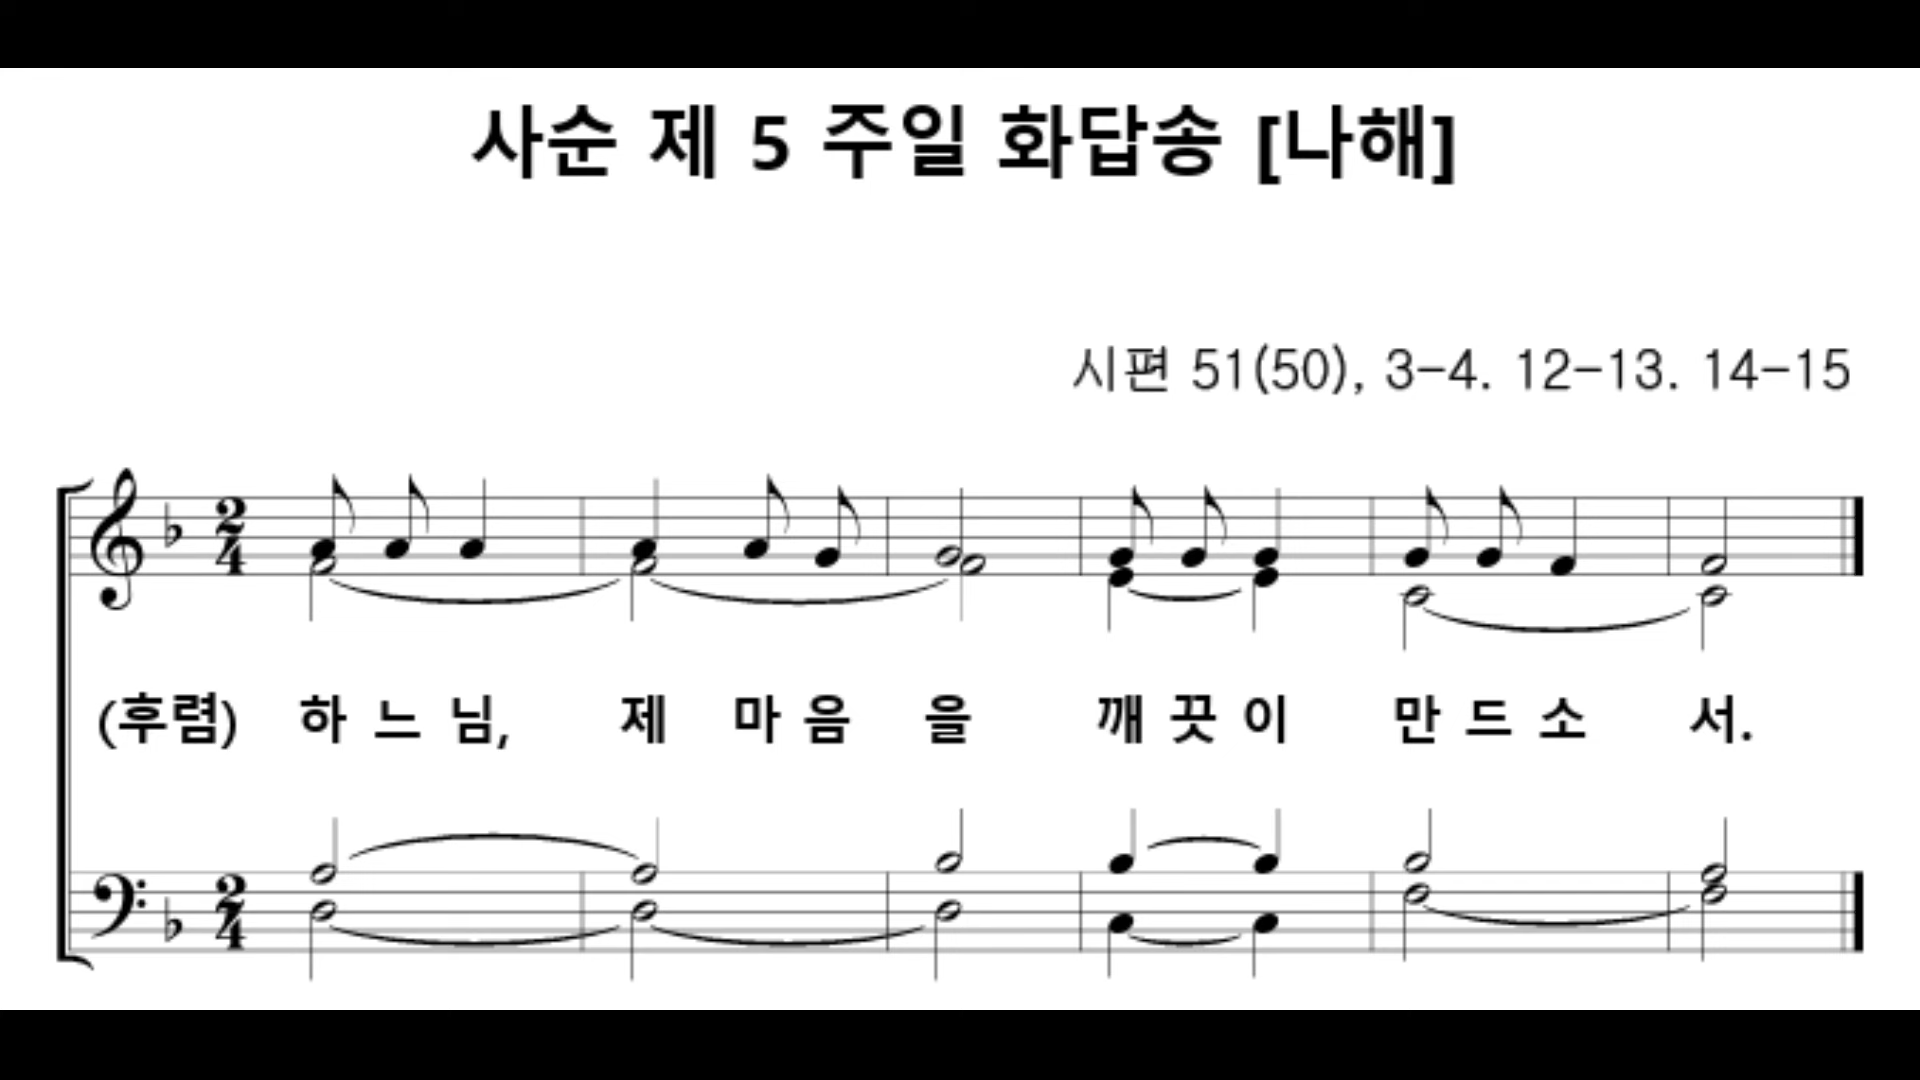 사순 제 5 주일 화답송 [나해]
시편 51(50), 3-4. 12-13. 14-15
(후렴) 하 느 님, 제 마 음 을 깨 끗 이 만 드 소 서.